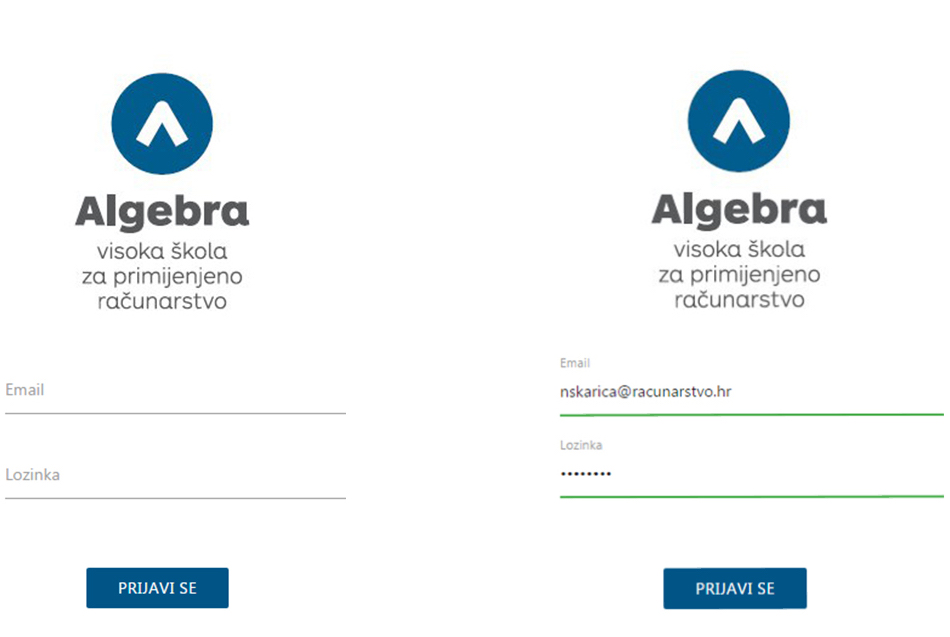 Algebra
visoka škola
za primijenjeno
računarstvo
Email
Lozinka
PRIJAVI SE
Algebra
visoka škola
za primijenjeno
računarstvo
Email
nskarica@racunarstvo.hr
Lozinka
••••••••
PRIJAVI SE